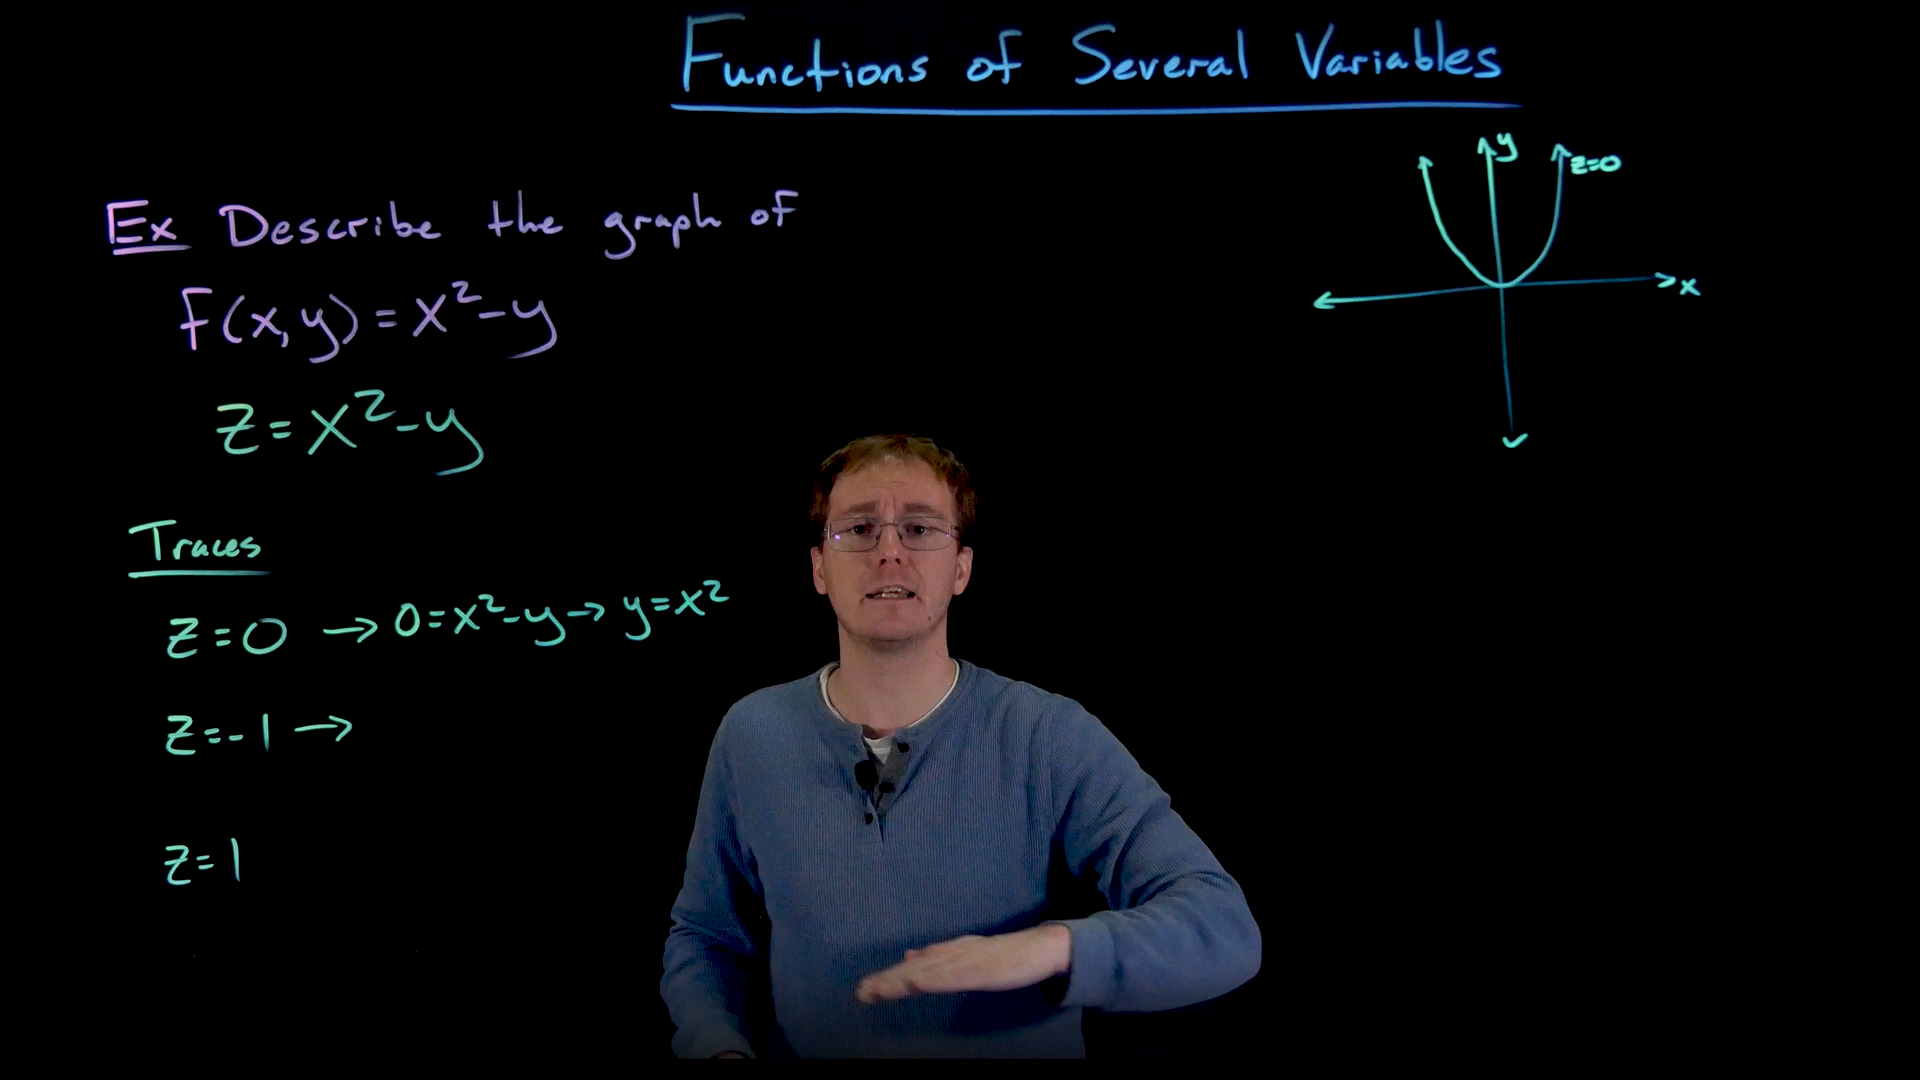 Functions of Several Variables
Ex Describe the graph of
f(x,y)=x²-y
z=x²-y
Traces
z=0 → 0=x²-y → y=x²
z=-1 →
z=1
y
z=0
x